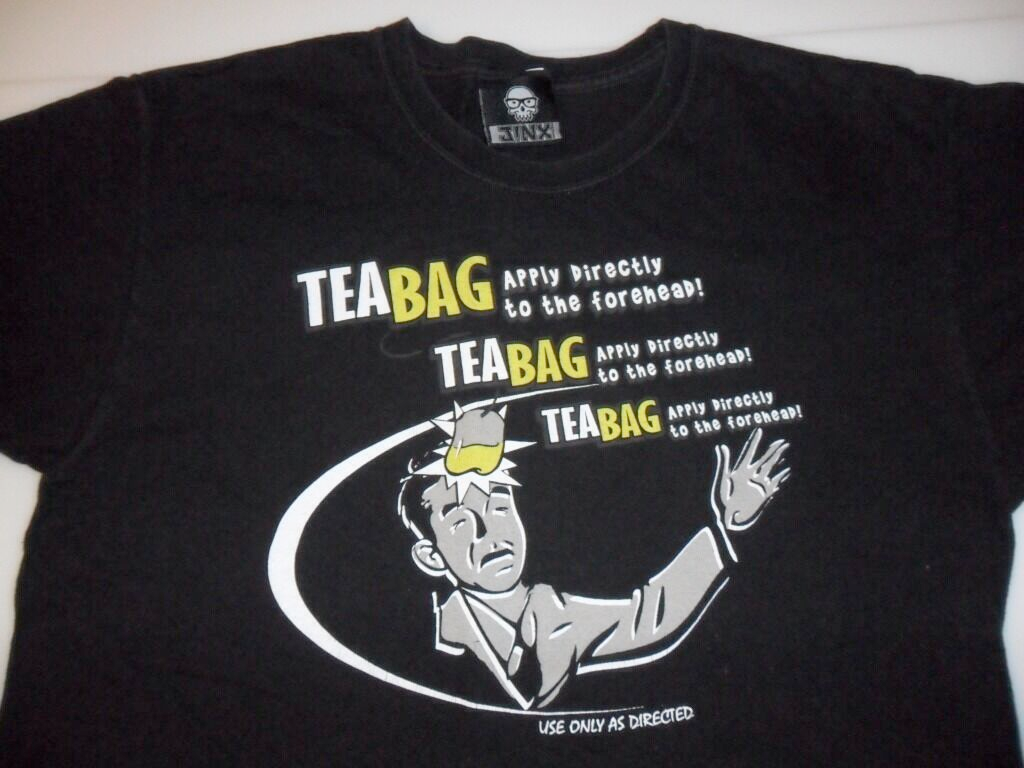 JINX
TEABAG APPLY DIRECTLY
TO THE FOREHEAD!
TEABAG APPLY DIRECTLY
TO THE FOREHEAD!
TEABAG APPLY DIRECTLY
TO THE FOREHEAD!
USE ONLY AS DIRECTED